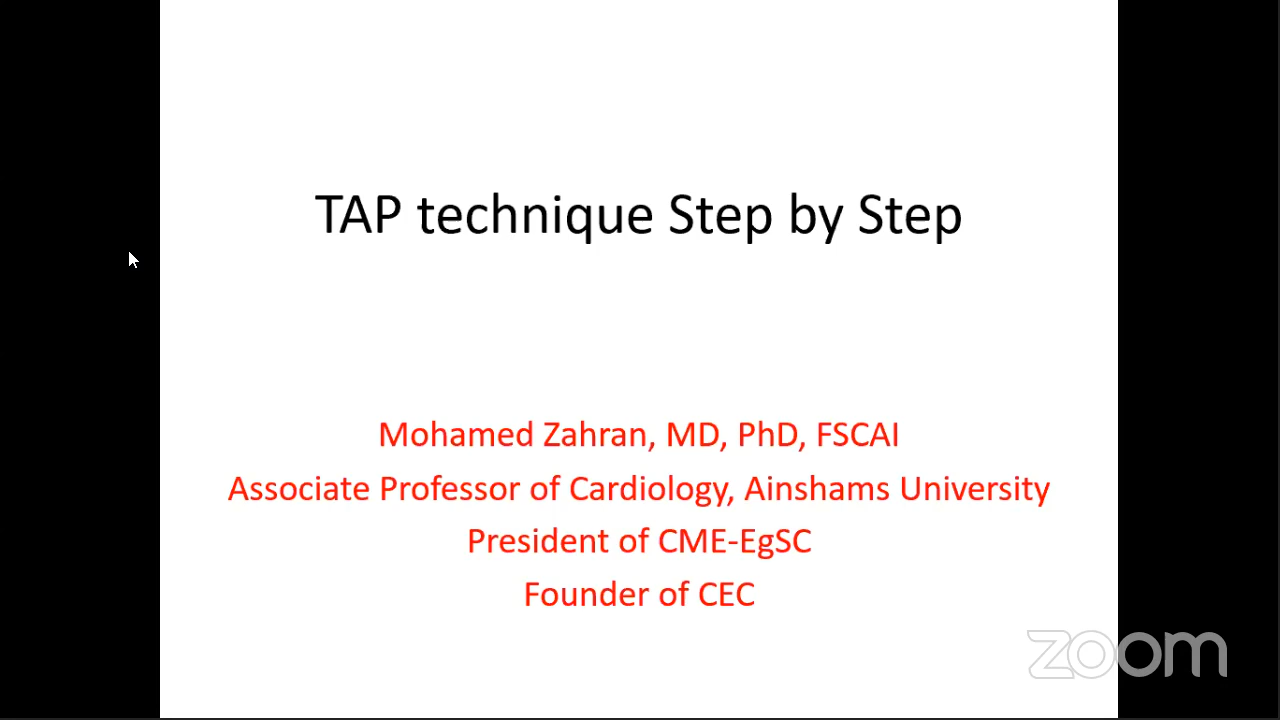 TAP technique Step by Step
Mohamed Zahran, MD, PhD, FSCAI
Associate Professor of Cardiology, Ainshams University
President of CME-EgSC
Founder of CEC
zoom